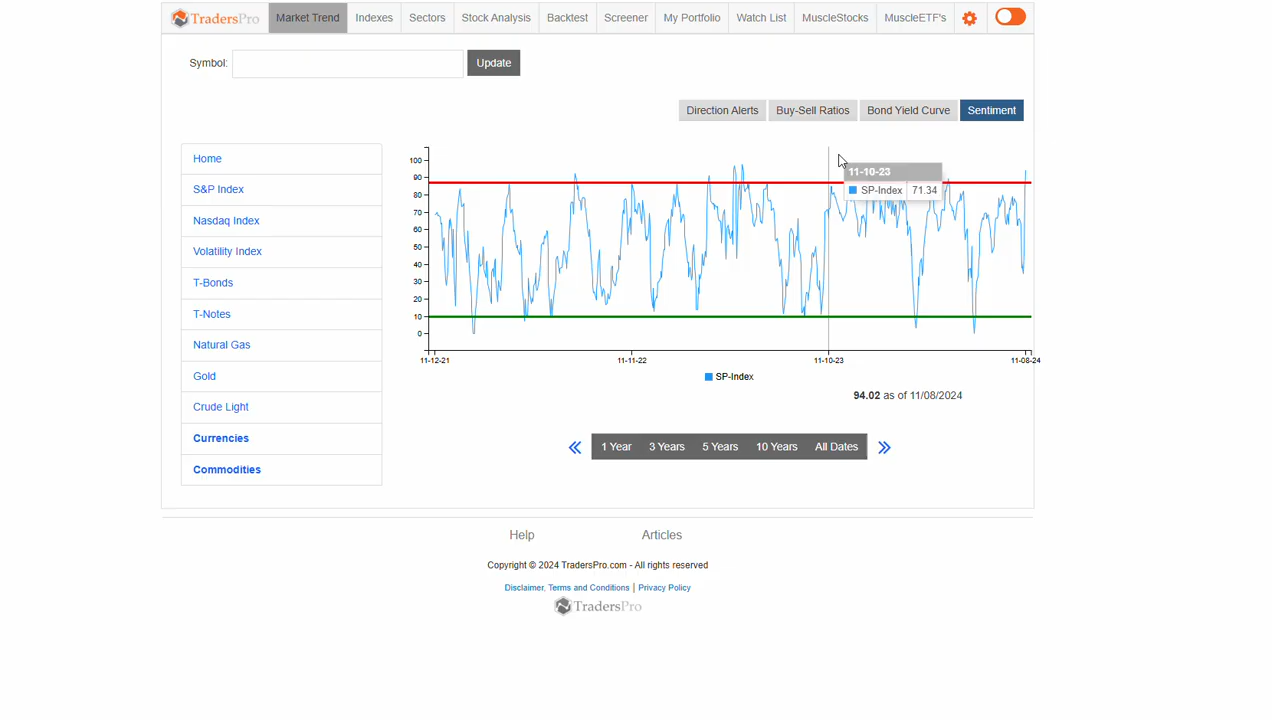 TradersPro Market Trend Indexes Sectors Stock Analysis Backtest Screener My Portfolio Watch List MuscleStocks MuscleETF's
Symbol: Update
Direction Alerts Buy-Sell Ratios Bond Yield Curve Sentiment
Home
S&P Index
Nasdaq Index
Volatility Index
T-Bonds
T-Notes
Natural Gas
Gold
Crude Light
Currencies
Commodities
100
90
80
70
60
50
40
30
20
10
0
11-10-23
SP-Index 71.34
11-12-21 11-11-22 11-10-23 11-08-24
SP-Index
94.02 as of 11/08/2024
1 Year 3 Years 5 Years 10 Years All Dates
Help Articles
Copyright © 2024 TradersPro.com - All rights reserved
Disclaimer, Terms and Conditions | Privacy Policy
TradersPro